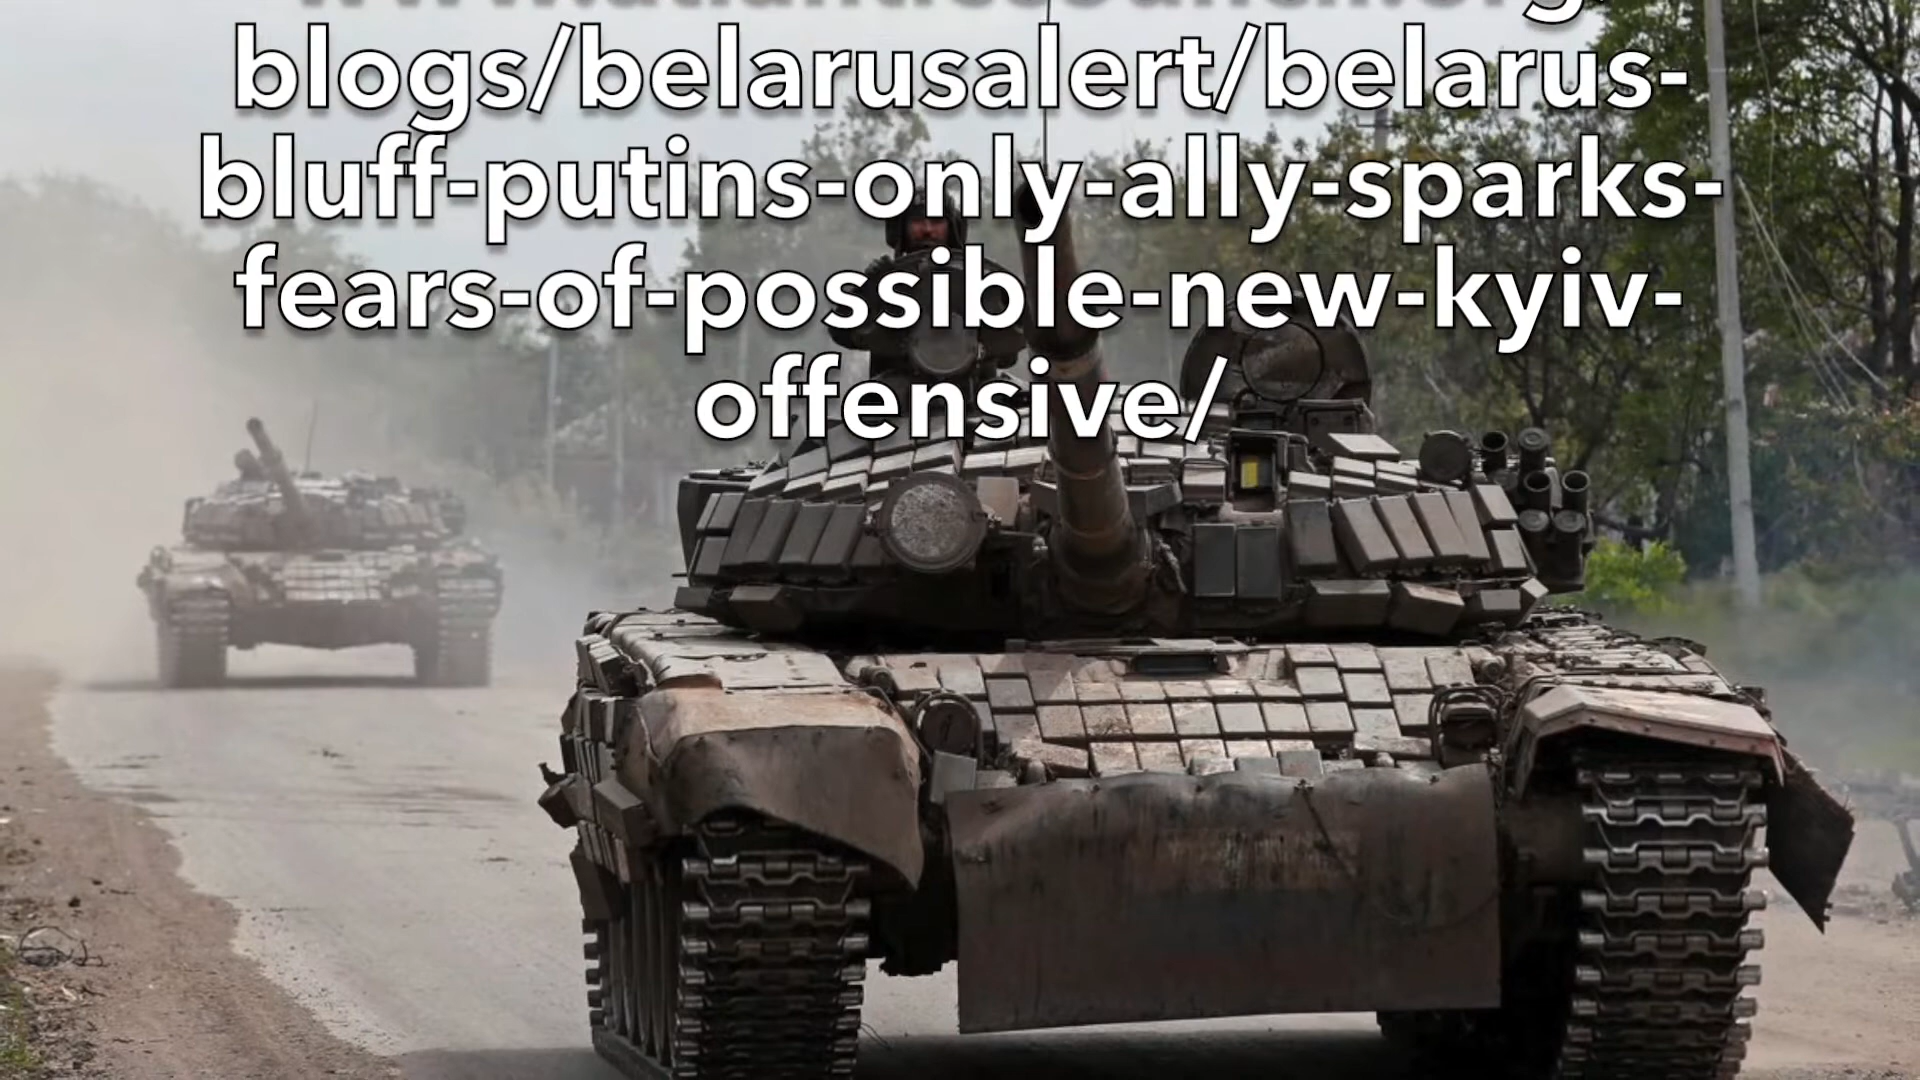 blogs/belarusalert/belarus-
bluff-putins-only-ally-sparks-
fears-of-possible-new-kyiv-
offensive/